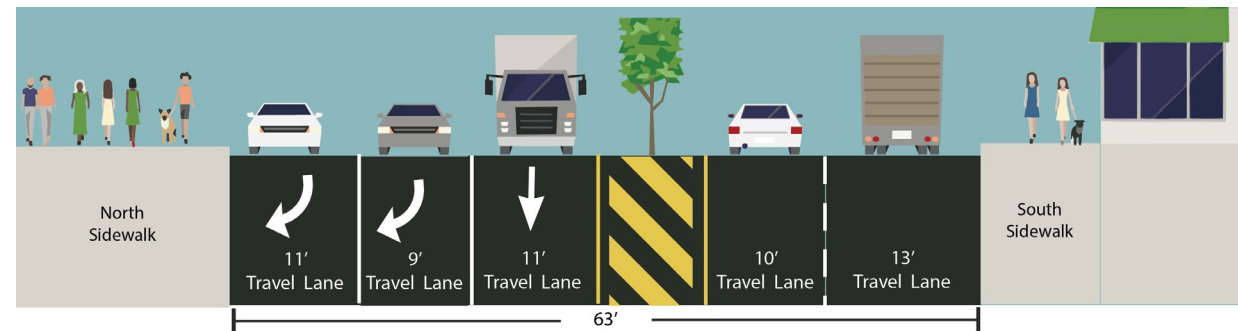 North
Sidewalk
11’
Travel Lane
9’
Travel Lane
11’
Travel Lane
10’
Travel Lane
13’
Travel Lane
South
Sidewalk
63’